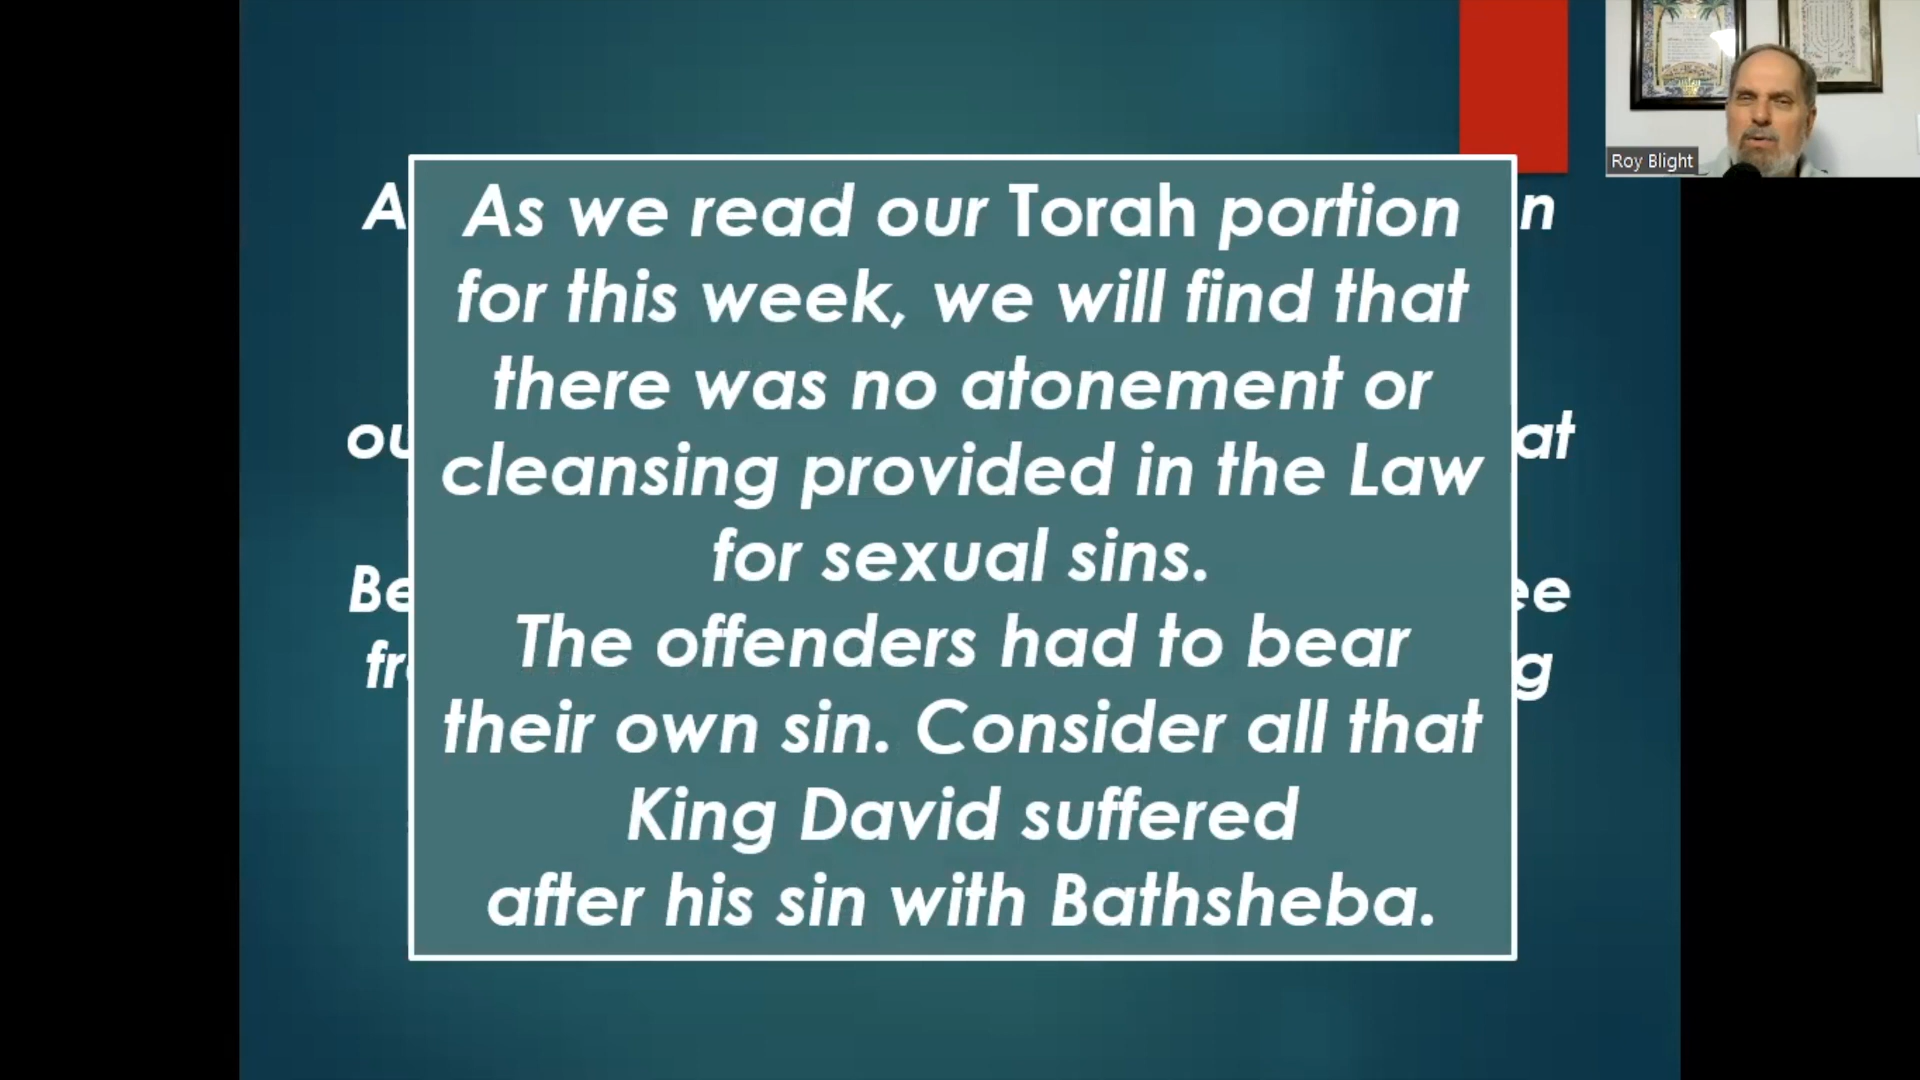 As we read our Torah portion
for this week, we will find that
there was no atonement or
cleansing provided in the Law
for sexual sins.
The offenders had to bear
their own sin. Consider all that
King David suffered
after his sin with Bathsheba.
Roy Blight